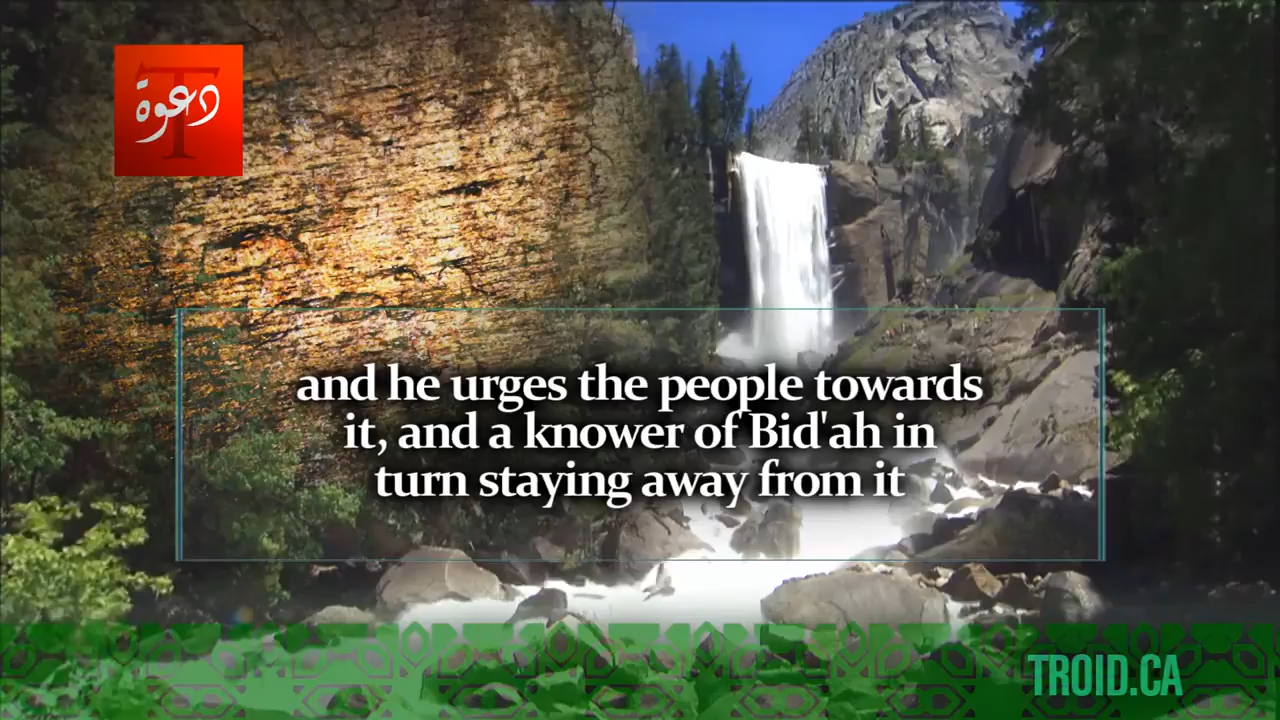 دعوة
T
and he urges the people towards
it, and a knower of Bid'ah in
turn staying away from it
TROID.CA